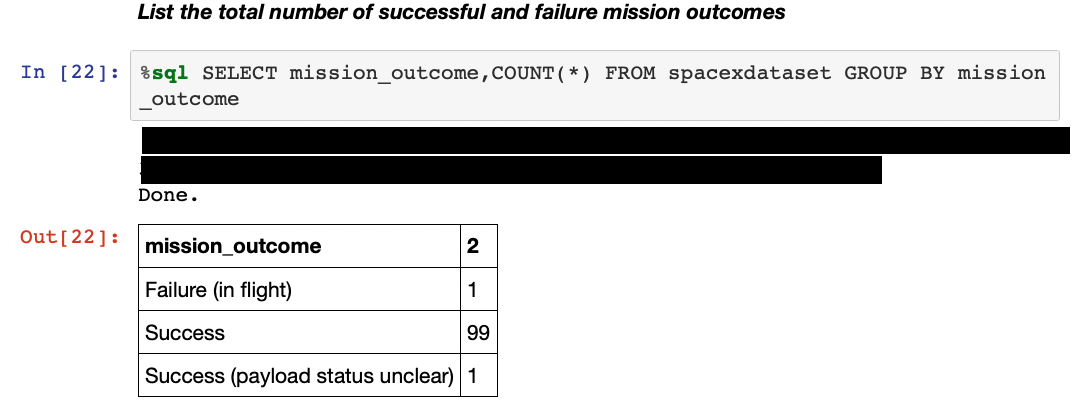 List the total number of successful and failure mission outcomes
In [22]: %sql SELECT mission_outcome,COUNT(*) FROM spacexdataset GROUP BY mission
_outcome
Done.
Out[22]:
mission_outcome 2
Failure (in flight) 1
Success 99
Success (payload status unclear) 1